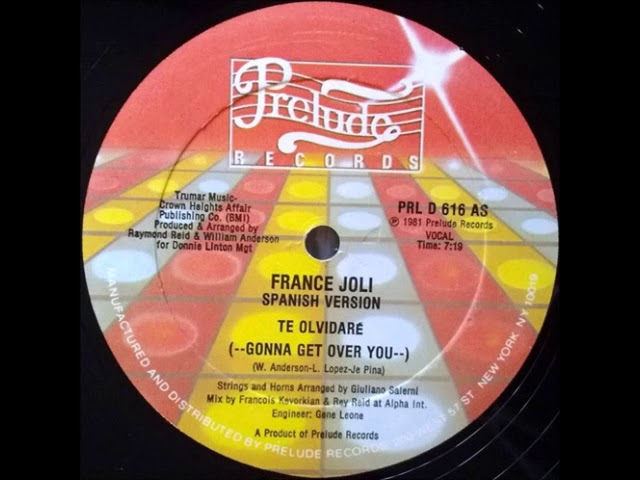 Prelude
RECORDS
Trumar Music-
Crown Heights Affair
Publishing Co. (BMI)
Produced & Arranged by
Raymond Reid & William Anderson
for Donnie Linton Mgt
PRL D 616 AS
℗ 1981 Prelude Records
VOCAL
Time: 7:19
FRANCE JOLI
SPANISH VERSION
TE OLVIDARÉ
(--GONNA GET OVER YOU--)
(W. Anderson-L. Lopez-Je Pina)
Strings and Horns Arranged by Giuliano Salerni
Mix by Francois Kevorkian & Rey Reid at Alpha Int.
Engineer: Gene Leone
A Product of Prelude Records
MANUFACTURED AND DISTRIBUTED BY PRELUDE RECORDS 57 ST. NEW YORK, NY 10019